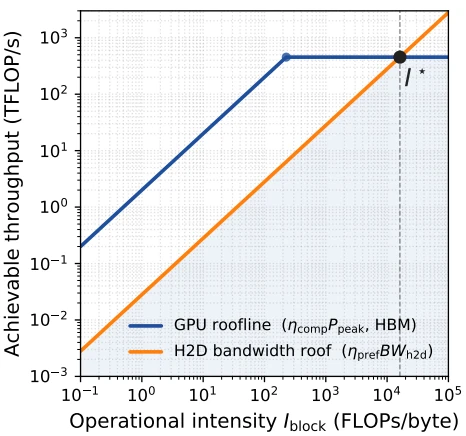 Achievable throughput (TFLOP/s)
10³
10²
10¹
10⁰
10⁻¹
10⁻²
10⁻³
I*
GPU roofline (η_comp P_peak, HBM)
H2D bandwidth roof (η_pref BW_h2d)
10⁻¹ 10⁰ 10¹ 10² 10³ 10⁴ 10⁵
Operational intensity I_block (FLOPs/byte)